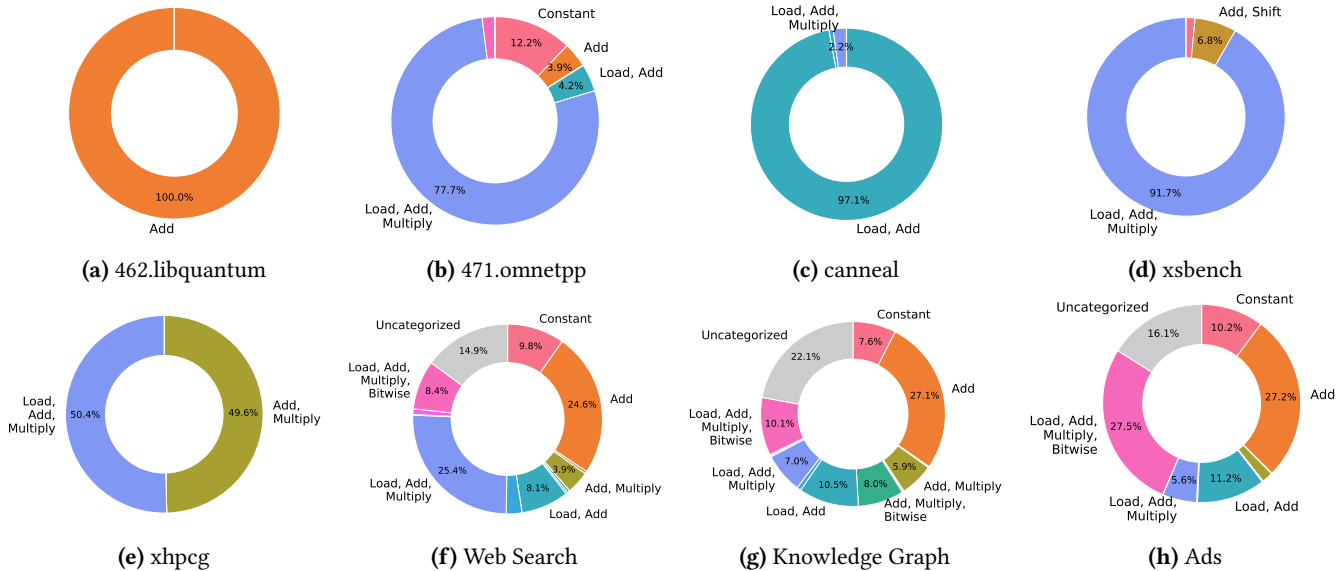 100.0%
Add
(a) 462.libquantum
Constant
12.2%
Add
3.9%
Load, Add
4.2%
77.7%
Load, Add,
Multiply
(b) 471.omnetpp
Load, Add,
Multiply
2.2%
97.1%
Load, Add
(c) canneal
Add, Shift
6.8%
91.7%
Load, Add,
Multiply
(d) xsbench
Load,
Add,
Multiply
50.4%
49.6%
Add,
Multiply
(e) xhpcg
Uncategorized
Constant
14.9%
9.8%
Load, Add,
Multiply,
Bitwise
8.4%
24.6%
Add
25.4%
3.9%
Load, Add,
Multiply
8.1%
Add, Multiply
Load, Add
(f) Web Search
Constant
Uncategorized
7.6%
22.1%
27.1%
Add
Load, Add,
Multiply,
Bitwise
10.1%
7.0%
5.9%
Load, Add,
Multiply
10.5%
8.0%
Add, Multiply
Load, Add
Add, Multiply,
Bitwise
(g) Knowledge Graph
Uncategorized
Constant
16.1%
10.2%
27.2%
Add
Load, Add,
Multiply,
Bitwise
27.5%
5.6%
11.2%
Load, Add,
Multiply
Load, Add
(h) Ads